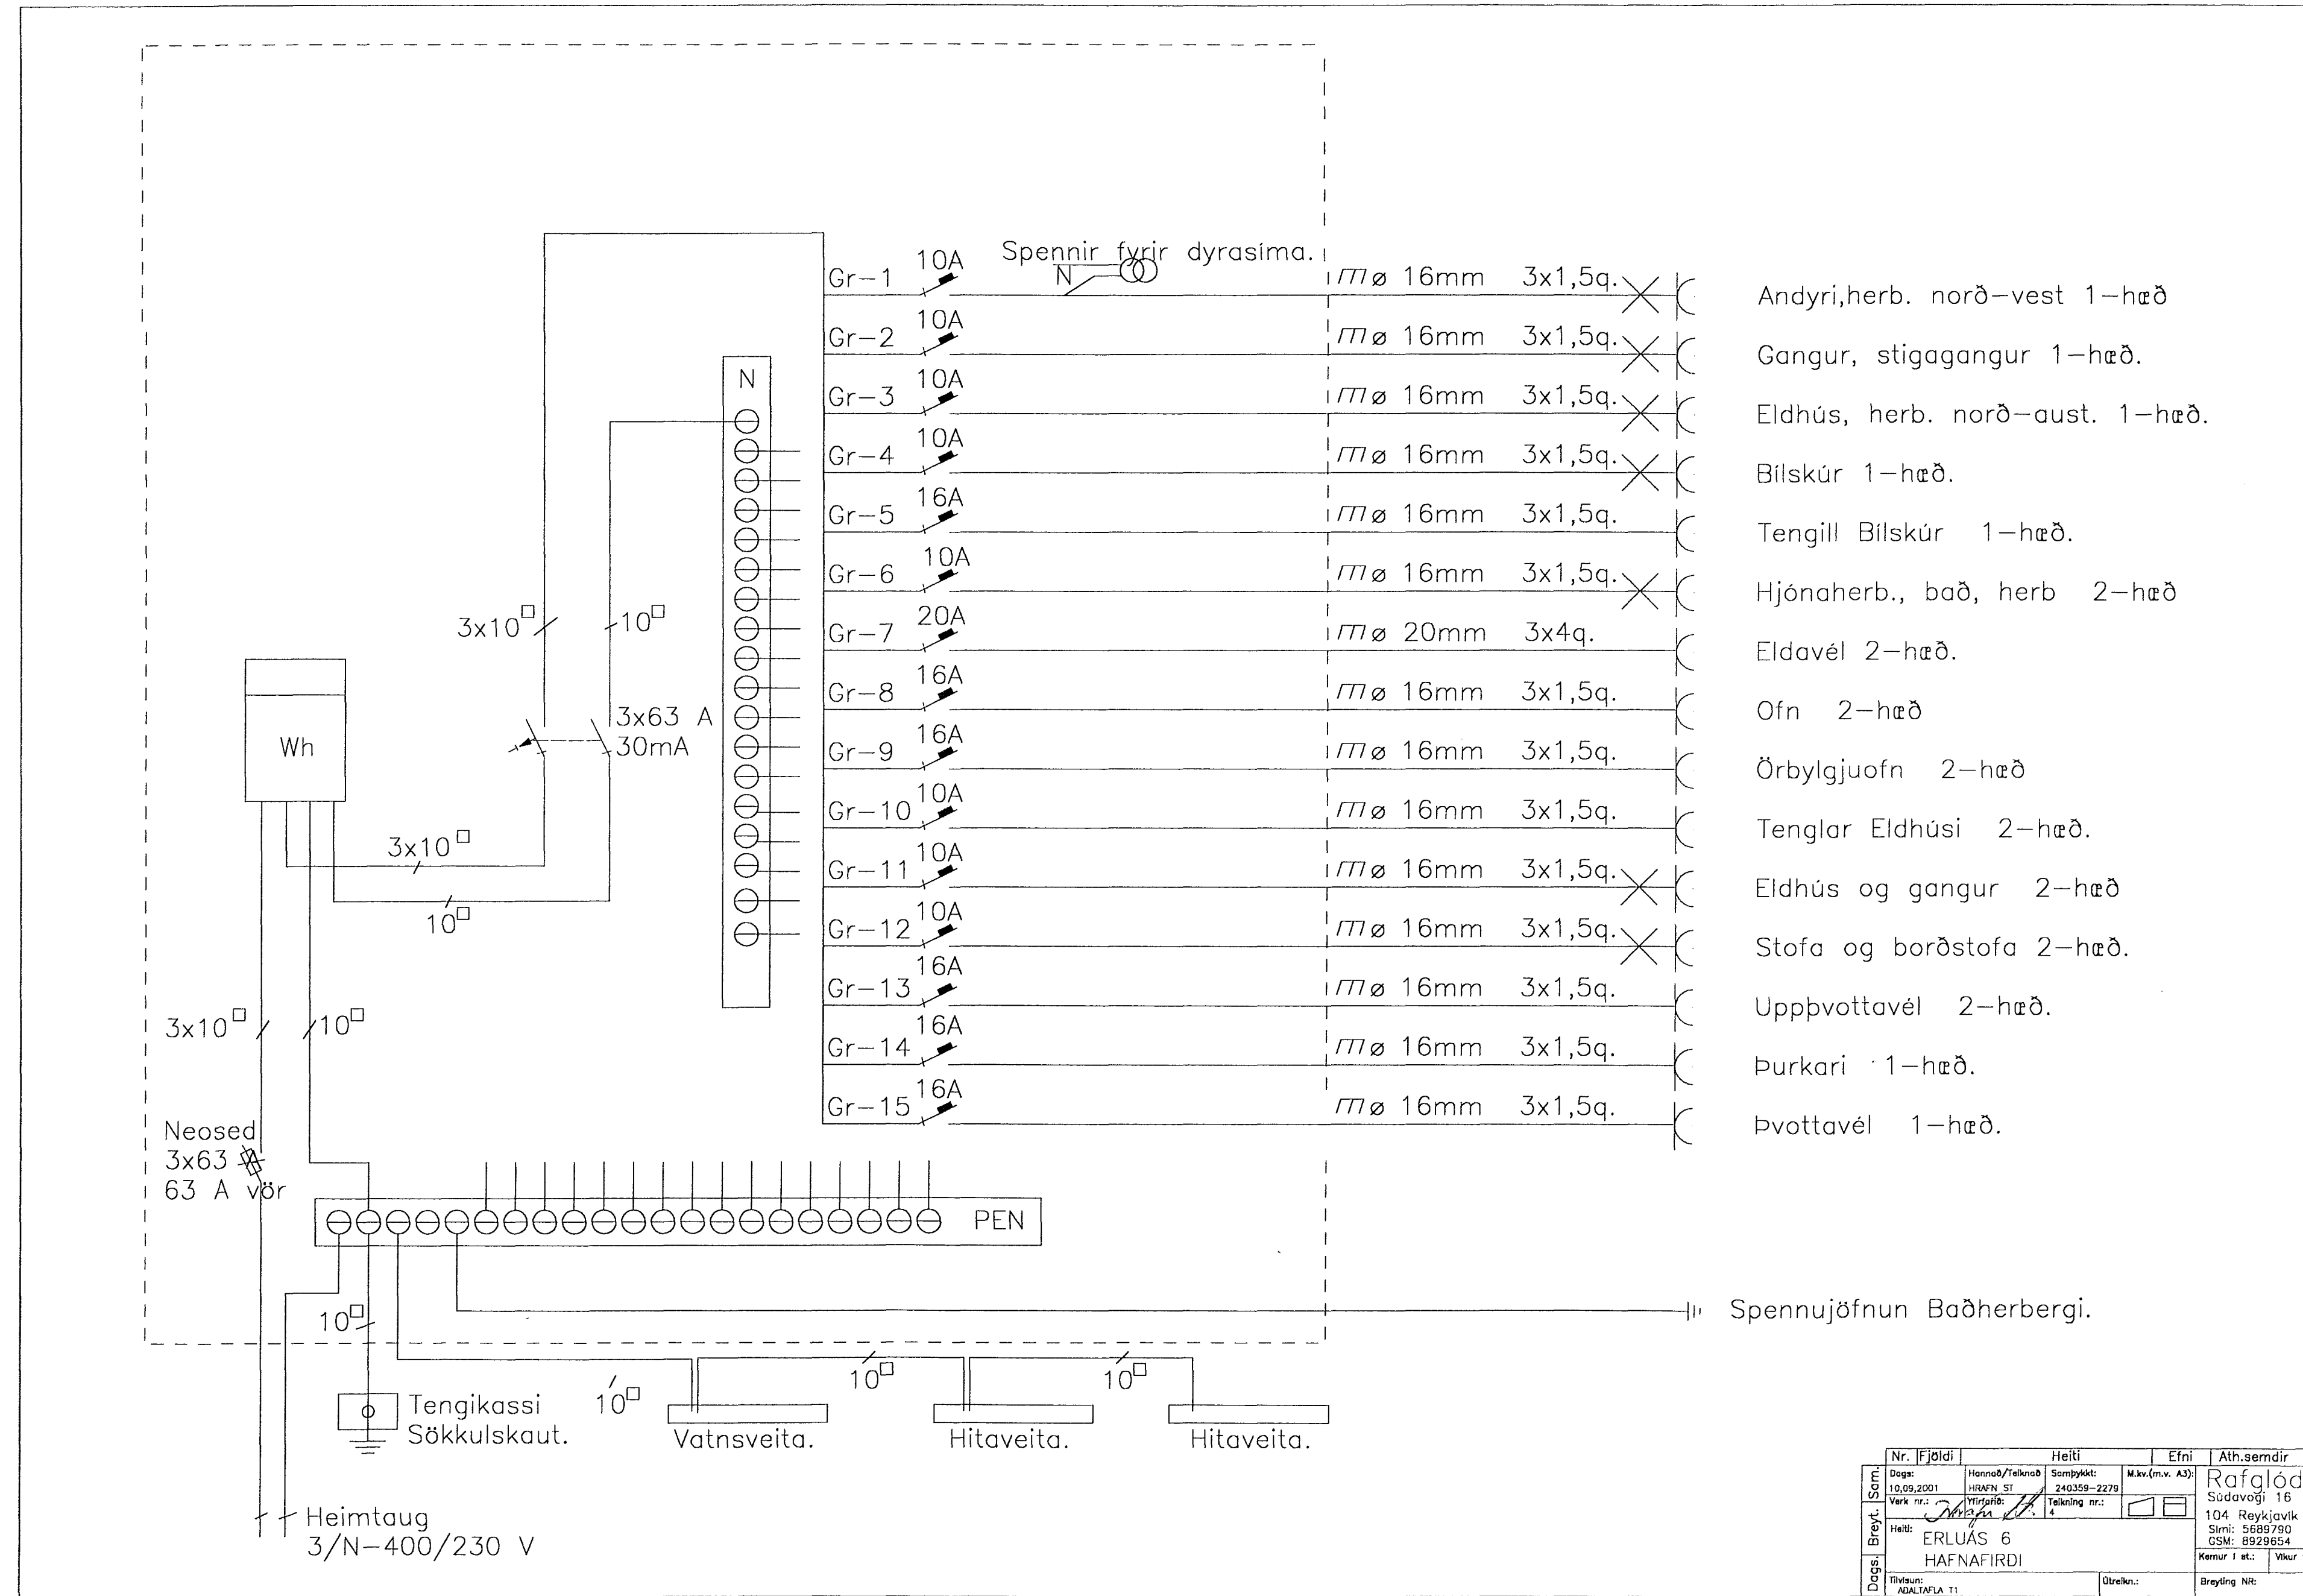 Spennir fyrir dyrasíma.
N
Gr-1 10A ø 16mm 3x1,5q. Andyri,herb. norð-vest 1-hæð
Gr-2 10A ø 16mm 3x1,5q. Gangur, stigagangur 1-hæð.
Gr-3 10A ø 16mm 3x1,5q. Eldhús, herb. norð-aust. 1-hæð.
Gr-4 10A ø 16mm 3x1,5q. Bílskúr 1-hæð.
Gr-5 16A ø 16mm 3x1,5q. Tengill Bílskúr 1-hæð.
Gr-6 10A ø 16mm 3x1,5q. Hjónaherb., bað, herb 2-hæð
Gr-7 20A ø 20mm 3x4q. Eldavél 2-hæð.
Gr-8 16A ø 16mm 3x1,5q. Ofn 2-hæð
Gr-9 16A ø 16mm 3x1,5q. Örbylgjuofn 2-hæð
Gr-10 10A ø 16mm 3x1,5q. Tenglar Eldhúsi 2-hæð.
Gr-11 10A ø 16mm 3x1,5q. Eldhús og gangur 2-hæð
Gr-12 10A ø 16mm 3x1,5q. Stofa og borðstofa 2-hæð.
Gr-13 16A ø 16mm 3x1,5q. Uppþvottavél 2-hæð.
Gr-14 16A ø 16mm 3x1,5q. Þurkari 1-hæð.
Gr-15 16A ø 16mm 3x1,5q. Þvottavél 1-hæð.
N
3x10□ 10□
3x63 A
30mA
Wh
3x10□
10□
3x10□ 10□
Neosed
3x63
63 A vör
PEN
10□
Spennujöfnun Baðherbergi.
10□ 10□ 10□
Tengikassi
Sökkulskaut.
Vatnsveita. Hitaveita. Hitaveita.
Heimtaug
3/N-400/230 V
Nr. Fjöldi Heiti Efni Ath.semdir
Dags. Breyt. Sam.
Dags: Hannað/Teiknað Samþykkt: M.kv.(m.v. A3):
10,09,2001 HRAFN ST 240359-2279
Verk nr.: Yfirfarið: Teikning nr.:
4
Heiti:
ERLUÁS 6
HAFNAFIRDI
Rafglód
Súdavogi 16
104 Reykjavík
Sími: 5689790
GSM: 8929654
Kemur í st.: Víkur
Tilvísun: Útreikn.: Breyting NR:
AÐALTAFLA T1